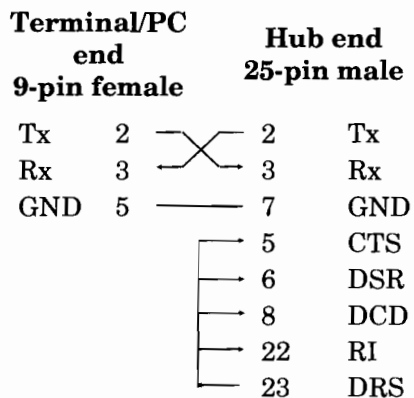 Terminal/PC
end
9-pin female
Hub end
25-pin male
Tx 2 2 Tx
Rx 3 3 Rx
GND 5 7 GND
5 CTS
6 DSR
8 DCD
22 RI
23 DRS